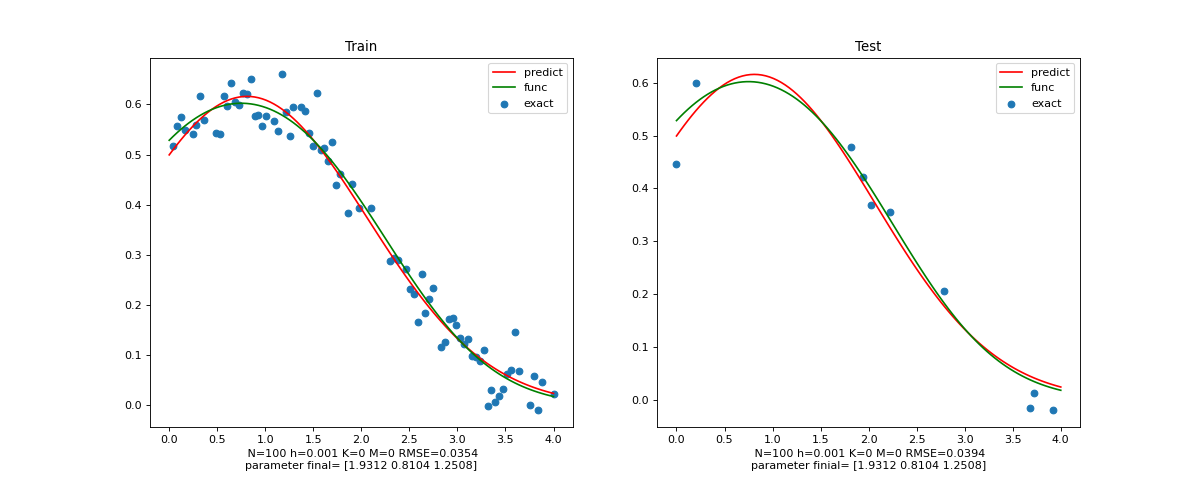 Train
predict
func
exact
0.6
0.5
0.4
0.3
0.2
0.1
0.0
0.0 0.5 1.0 1.5 2.0 2.5 3.0 3.5 4.0
N=100 h=0.001 K=0 M=0 RMSE=0.0354
parameter final= [1.9312 0.8104 1.2508]
Test
predict
func
exact
0.6
0.5
0.4
0.3
0.2
0.1
0.0
0.0 0.5 1.0 1.5 2.0 2.5 3.0 3.5 4.0
N=100 h=0.001 K=0 M=0 RMSE=0.0394
parameter finial= [1.9312 0.8104 1.2508]